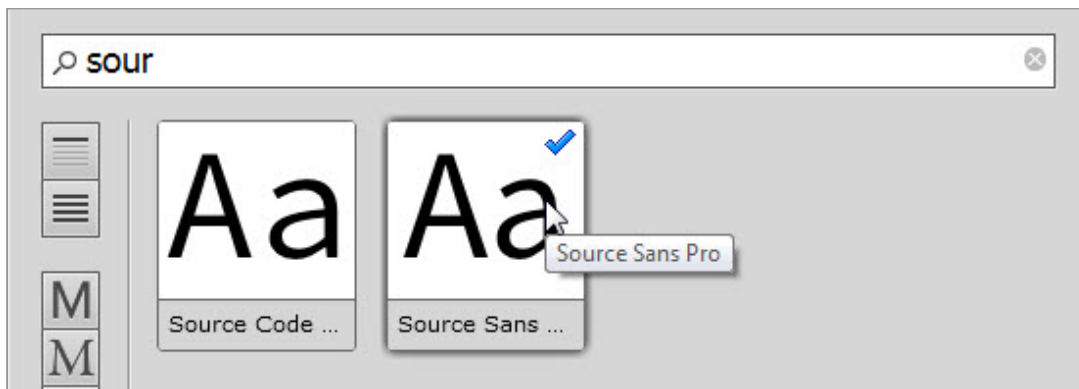 sour
Aa
Aa
Source Sans Pro
Source Code ...
Source Sans ...
M
M